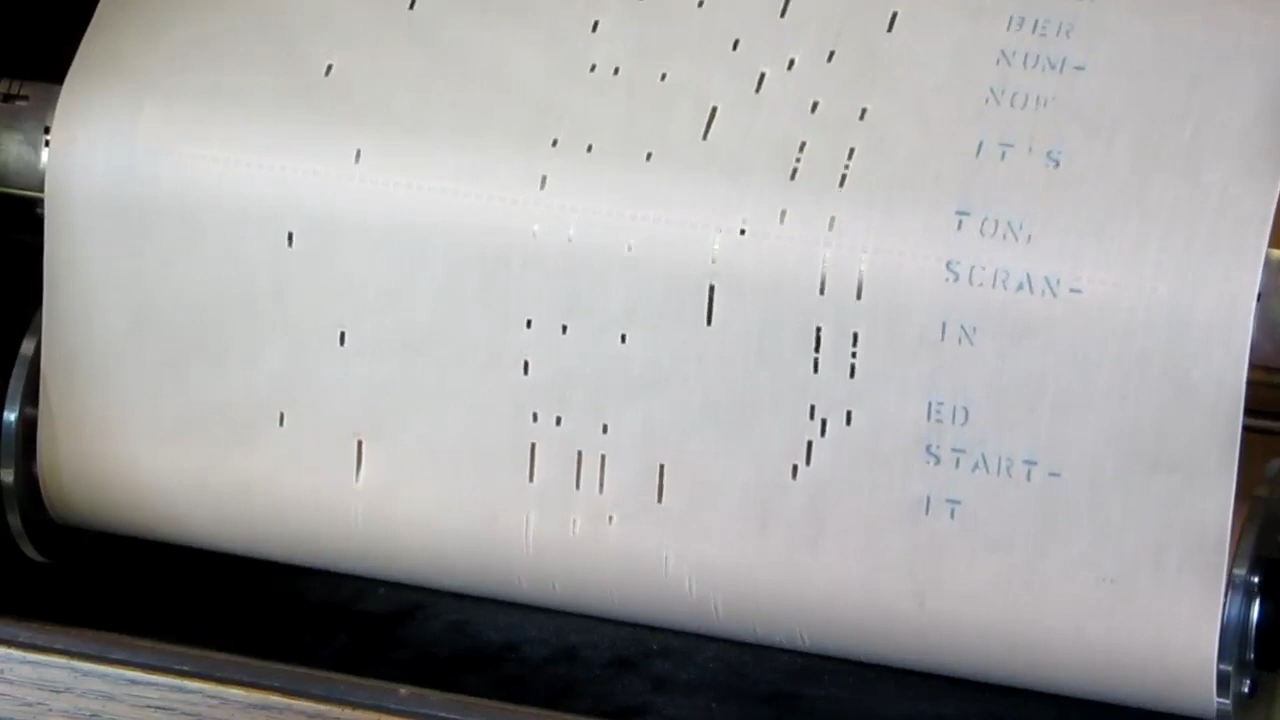 IT
START-
ED
IN
SCRAN-
TON,
IT'S
NOW
NUM-
BER